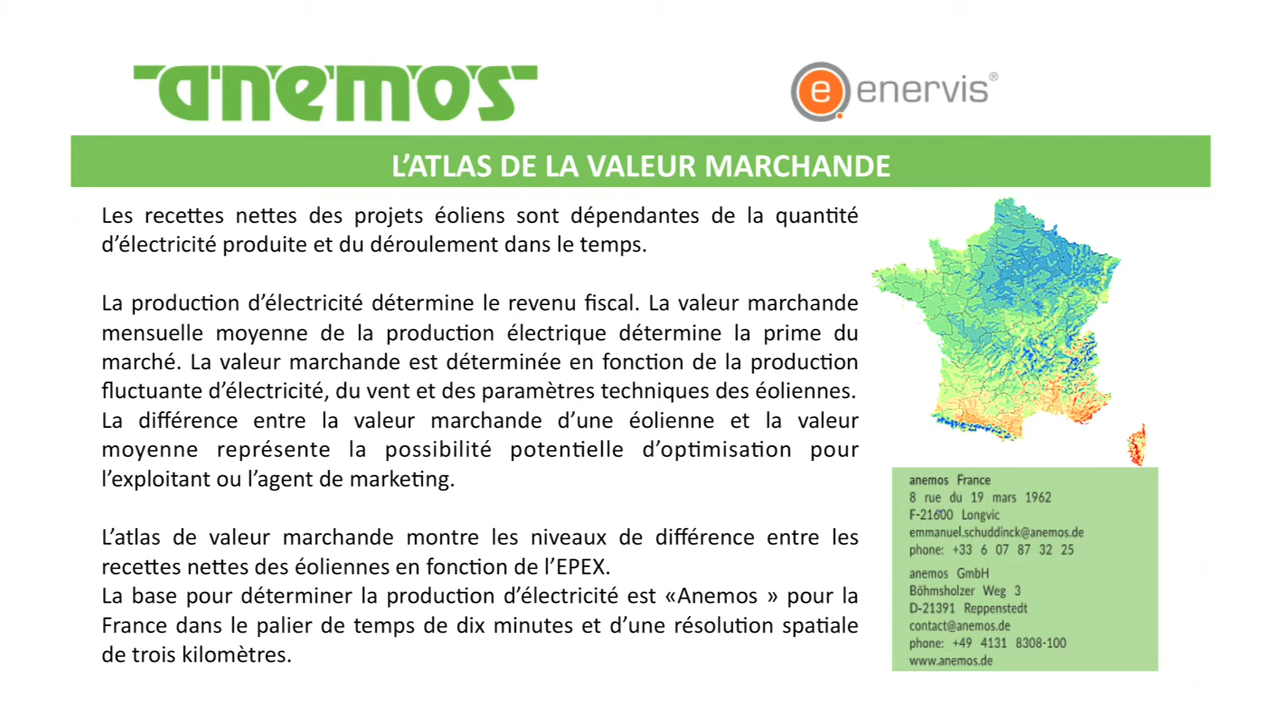 anemos
e enervis®
L’ATLAS DE LA VALEUR MARCHANDE
Les recettes nettes des projets éoliens sont dépendantes de la quantité
d’électricité produite et du déroulement dans le temps.
La production d’électricité détermine le revenu fiscal. La valeur marchande
mensuelle moyenne de la production électrique détermine la prime du
marché. La valeur marchande est déterminée en fonction de la production
fluctuante d’électricité, du vent et des paramètres techniques des éoliennes.
La différence entre la valeur marchande d’une éolienne et la valeur
moyenne représente la possibilité potentielle d’optimisation pour
l’exploitant ou l’agent de marketing.
L’atlas de valeur marchande montre les niveaux de différence entre les
recettes nettes des éoliennes en fonction de l’EPEX.
La base pour déterminer la production d’électricité est «Anemos » pour la
France dans le palier de temps de dix minutes et d’une résolution spatiale
de trois kilomètres.
anemos France
8 rue du 19 mars 1962
F-21600 Longvic
emmanuel.schuddinck@anemos.de
phone: +33 6 07 87 32 25
anemos GmbH
Böhmsholzer Weg 3
D-21391 Reppenstedt
contact@anemos.de
phone: +49 4131 8308-100
www.anemos.de